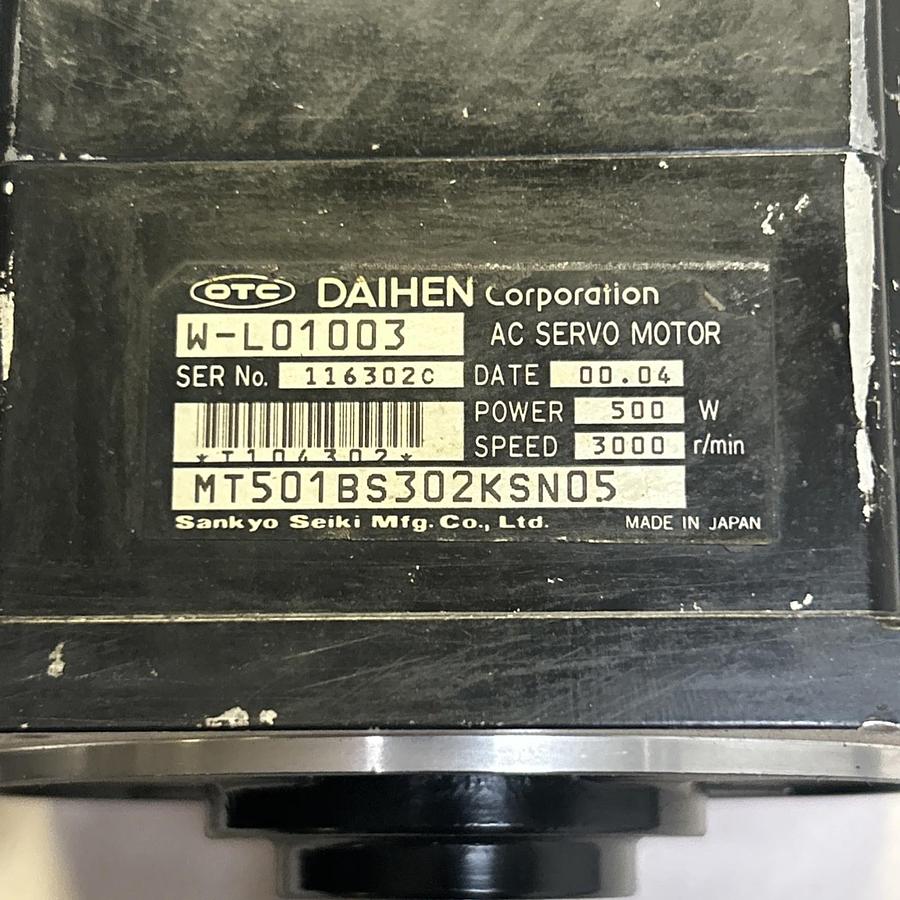 OTC DAIHEN Corporation
W-L01003 AC SERVO MOTOR
SER No. 116302C DATE 00.04
POWER 500 W
*T104302* SPEED 3000 r/min
MT501BS302KSN05
Sankyo Seiki Mfg. Co., Ltd. MADE IN JAPAN